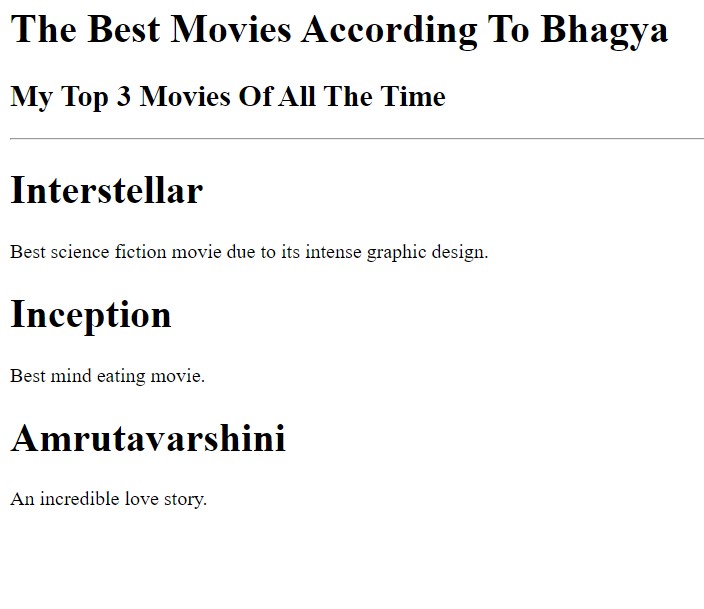 The Best Movies According To Bhagya
My Top 3 Movies Of All The Time
Interstellar
Best science fiction movie due to its intense graphic design.
Inception
Best mind eating movie.
Amrutavarshini
An incredible love story.